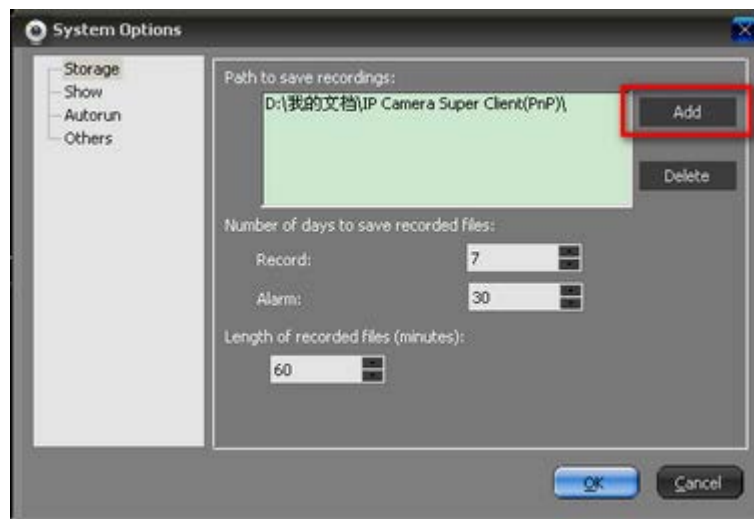 System Options
Storage
Show
Autorun
Others
Path to save recordings:
D:\我的文档\IP Camera Super Client(PnP)\
Add
Delete
Number of days to save recorded files:
Record:
7
Alarm:
30
Length of recorded files (minutes):
60
OK
Cancel